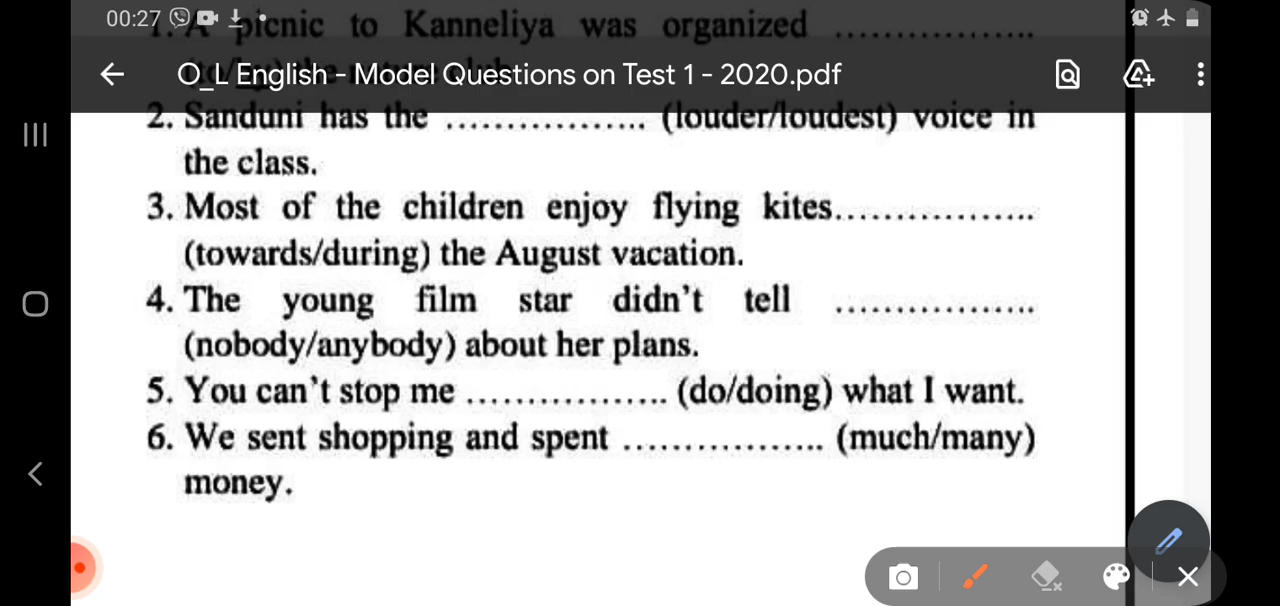 00:27
1. A picnic to Kanneliya was organized ..................
O_L English - Model Questions on Test 1 - 2020.pdf
2. Sanduni has the .................. (louder/loudest) voice in
the class.
3. Most of the children enjoy flying kites..................
(towards/during) the August vacation.
4. The young film star didn't tell ..................
(nobody/anybody) about her plans.
5. You can't stop me .................. (do/doing) what I want.
6. We sent shopping and spent .................. (much/many)
money.